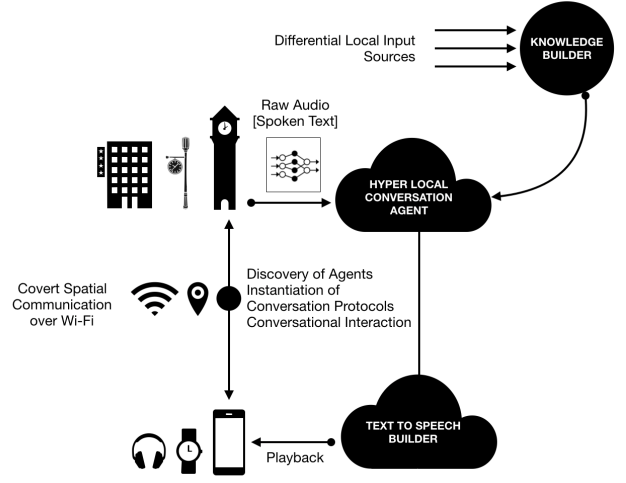 Differential Local Input
Sources
KNOWLEDGE
BUILDER
Raw Audio
[Spoken Text]
HYPER LOCAL
CONVERSATION
AGENT
Covert Spatial
Communication
over Wi-Fi
Discovery of Agents
Instantiation of
Conversation Protocols
Conversational Interaction
TEXT TO SPEECH
BUILDER
Playback